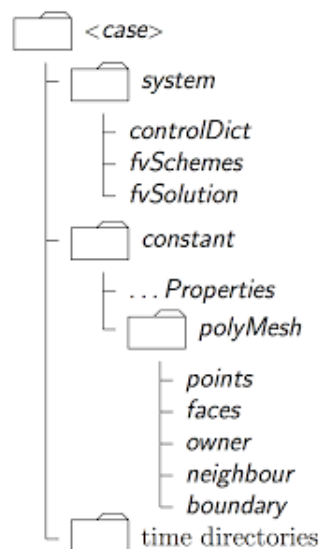 <case>
system
controlDict
fvSchemes
fvSolution
constant
... Properties
polyMesh
points
faces
owner
neighbour
boundary
time directories